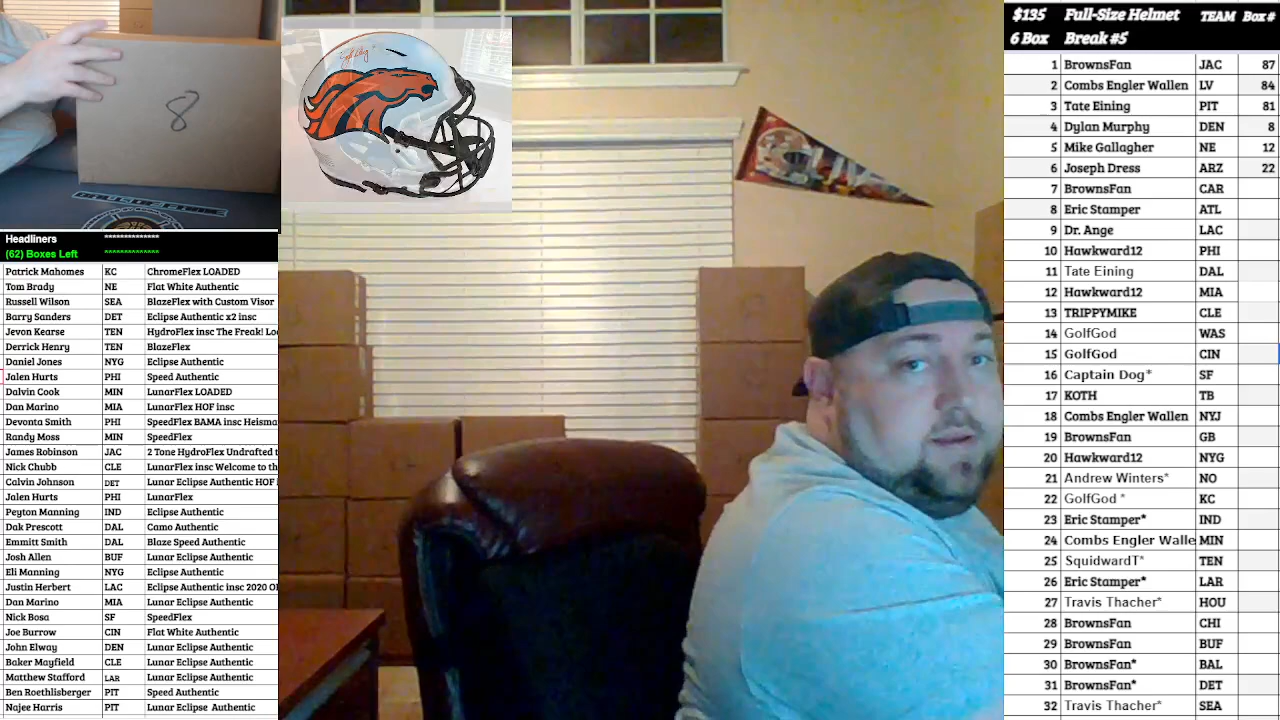 8
Headliners **************
(62) Boxes Left **************
Patrick Mahomes KC ChromeFlex LOADED
Tom Brady NE Flat White Authentic
Russell Wilson SEA BlazeFlex with Custom Visor
Barry Sanders DET Eclipse Authentic x2 insc
Jevon Kearse TEN HydroFlex insc The Freak! Lo
Derrick Henry TEN BlazeFlex
Daniel Jones NYG Eclipse Authentic
Jalen Hurts PHI Speed Authentic
Dalvin Cook MIN LunarFlex LOADED
Dan Marino MIA LunarFlex HOF insc
Devonta Smith PHI SpeedFlex BAMA insc Heisma
Randy Moss MIN SpeedFlex
James Robinson JAC 2 Tone HydroFlex Undrafted t
Nick Chubb CLE LunarFlex insc Welcome to th
Calvin Johnson DET Lunar Eclipse Authentic HOF i
Jalen Hurts PHI LunarFlex
Peyton Manning IND Eclipse Authentic
Dak Prescott DAL Camo Authentic
Emmitt Smith DAL Blaze Speed Authentic
Josh Allen BUF Lunar Eclipse Authentic
Eli Manning NYG Eclipse Authentic
Justin Herbert LAC Eclipse Authentic insc 2020 O
Dan Marino MIA Lunar Eclipse Authentic
Nick Bosa SF SpeedFlex
Joe Burrow CIN Flat White Authentic
John Elway DEN Lunar Eclipse Authentic
Baker Mayfield CLE Lunar Eclipse Authentic
Matthew Stafford LAR Lunar Eclipse Authentic
Ben Roethlisberger PIT Speed Authentic
Najee Harris PIT Lunar Eclipse Authentic
$135 Full-Size Helmet TEAM Box #
6 Box Break #5
1 BrownsFan JAC 87
2 Combs Engler Wallen LV 84
3 Tate Eining PIT 81
4 Dylan Murphy DEN 8
5 Mike Gallagher NE 12
6 Joseph Dress ARZ 22
7 BrownsFan CAR
8 Eric Stamper ATL
9 Dr. Ange LAC
10 Hawkward12 PHI
11 Tate Eining DAL
12 Hawkward12 MIA
13 TRIPPYMIKE CLE
14 GolfGod WAS
15 GolfGod CIN
16 Captain Dog* SF
17 KOTH TB
18 Combs Engler Wallen NYJ
19 BrownsFan GB
20 Hawkward12 NYG
21 Andrew Winters* NO
22 GolfGod * KC
23 Eric Stamper* IND
24 Combs Engler Walle MIN
25 SquidwardT* TEN
26 Eric Stamper* LAR
27 Travis Thacher* HOU
28 BrownsFan CHI
29 BrownsFan BUF
30 BrownsFan* BAL
31 BrownsFan* DET
32 Travis Thacher* SEA